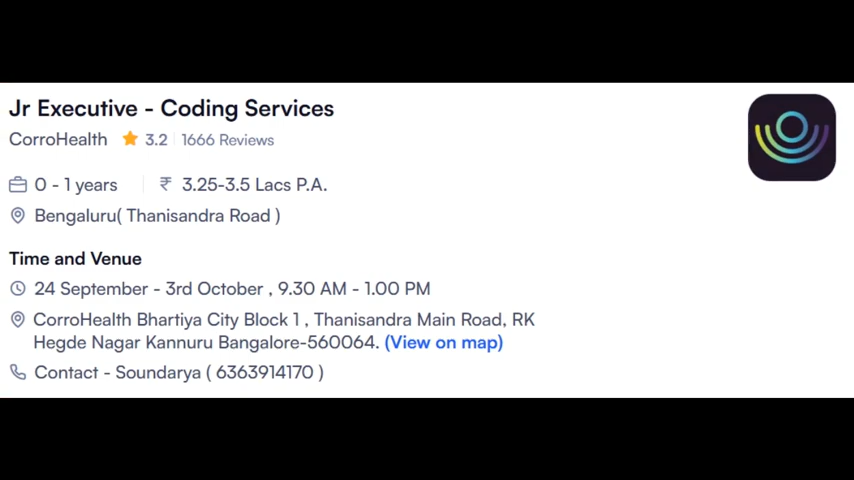 Jr Executive - Coding Services
CorroHealth 3.2 1666 Reviews
0 - 1 years ₹ 3.25-3.5 Lacs P.A.
Bengaluru( Thanisandra Road )
Time and Venue
24 September - 3rd October , 9.30 AM - 1.00 PM
CorroHealth Bhartiya City Block 1 , Thanisandra Main Road, RK
Hegde Nagar Kannuru Bangalore-560064. (View on map)
Contact - Soundarya ( 6363914170 )